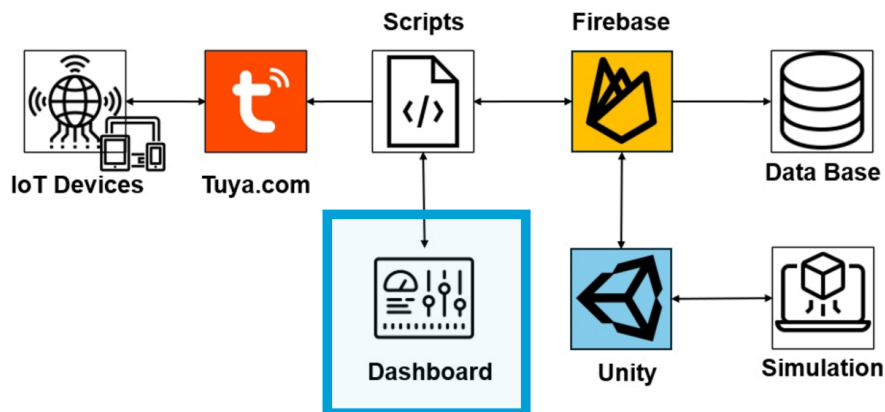 Scripts
Firebase
</>
IoT Devices
Tuya.com
Data Base
Dashboard
Unity
Simulation